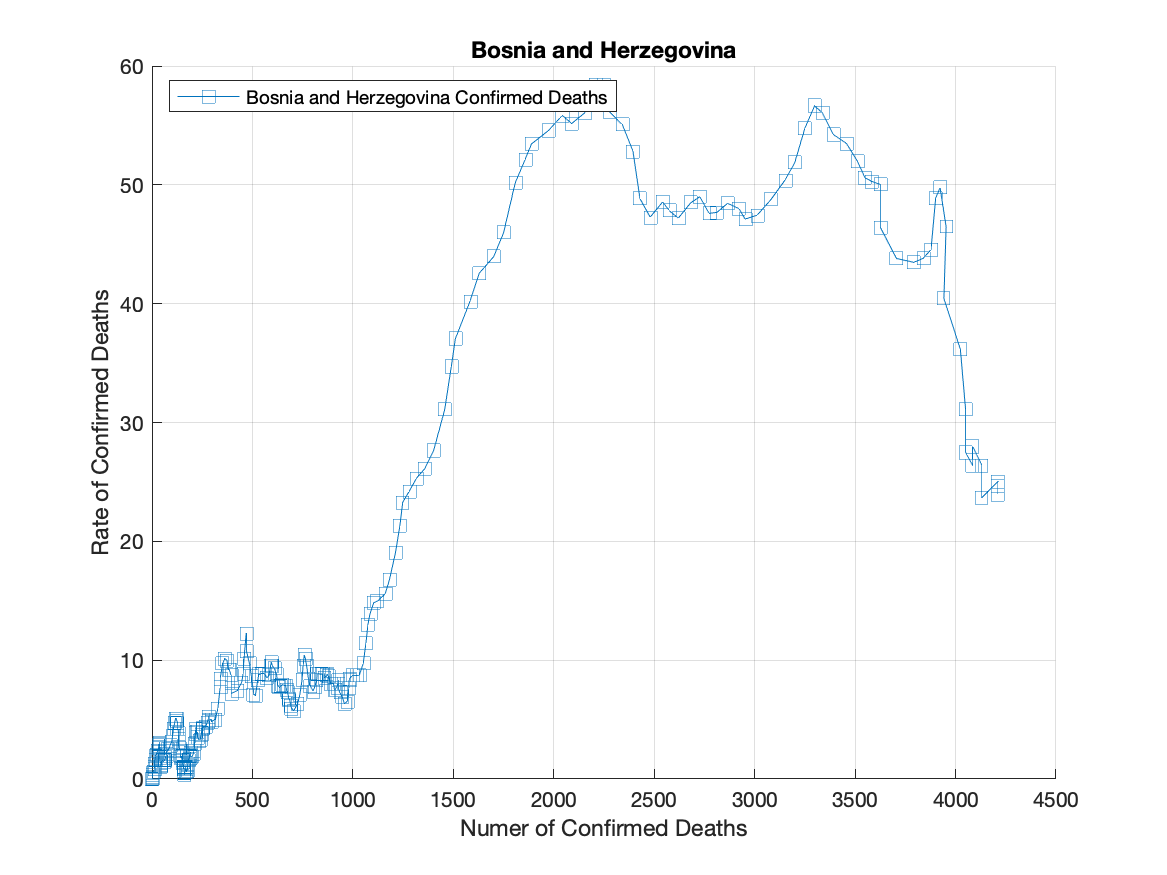 Bosnia and Herzegovina
60
Bosnia and Herzegovina Confirmed Deaths
50
40
30
20
10
0
Rate of Confirmed Deaths
0 500 1000 1500 2000 2500 3000 3500 4000 4500
Numer of Confirmed Deaths